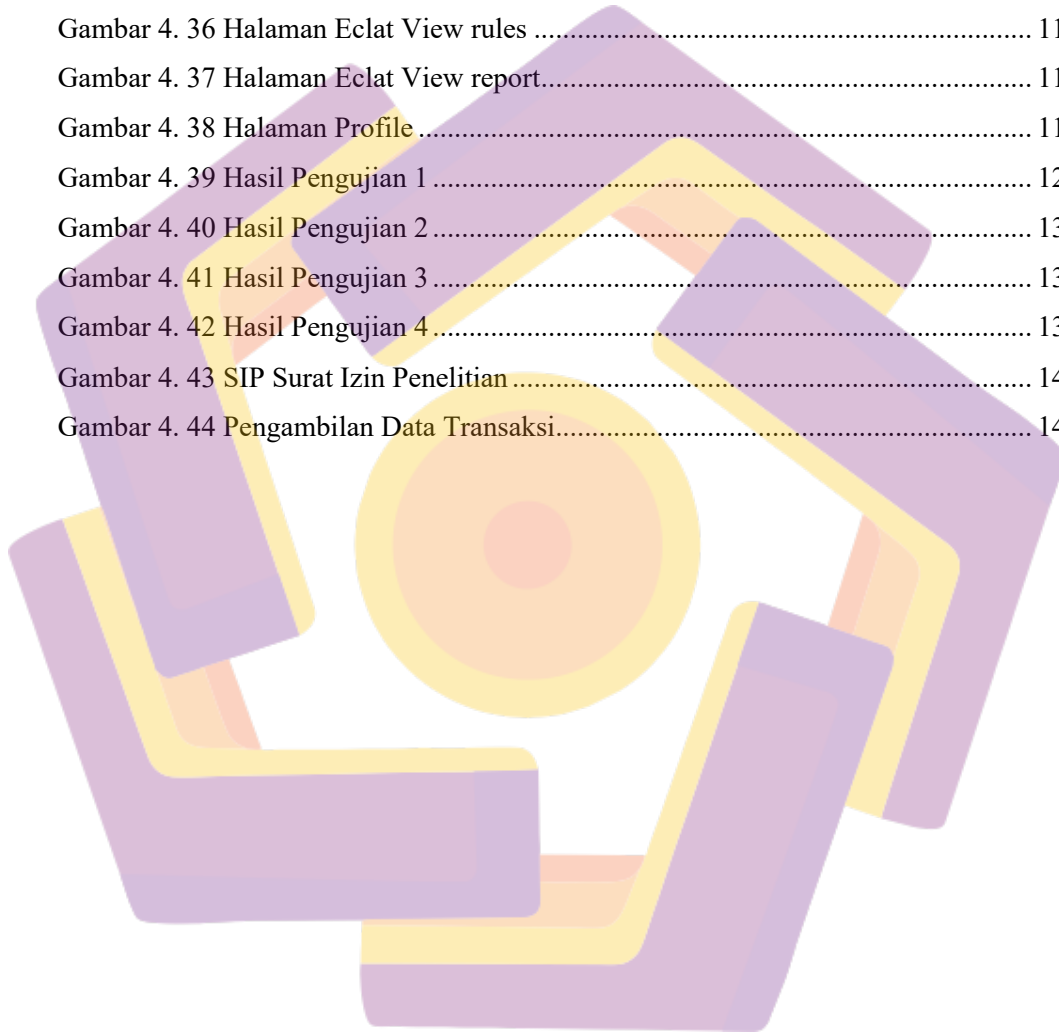 Gambar 4. 36 Halaman Eclat View rules ........................................................................ 11
Gambar 4. 37 Halaman Eclat View report...................................................................... 11
Gambar 4. 38 Halaman Profile ....................................................................................... 11
Gambar 4. 39 Hasil Pengujian 1 ..................................................................................... 12
Gambar 4. 40 Hasil Pengujian 2 ..................................................................................... 13
Gambar 4. 41 Hasil Pengujian 3 ..................................................................................... 13
Gambar 4. 42 Hasil Pengujian 4 ..................................................................................... 13
Gambar 4. 43 SIP Surat Izin Penelitian .......................................................................... 14
Gambar 4. 44 Pengambilan Data Transaksi.................................................................... 14